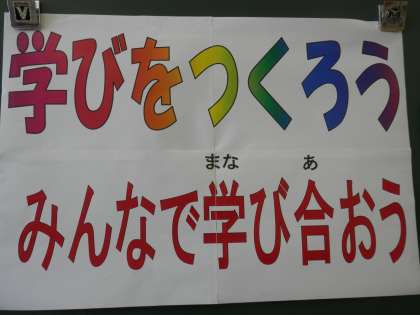 学びをつくろう
まな あ
みんなで学び合おう